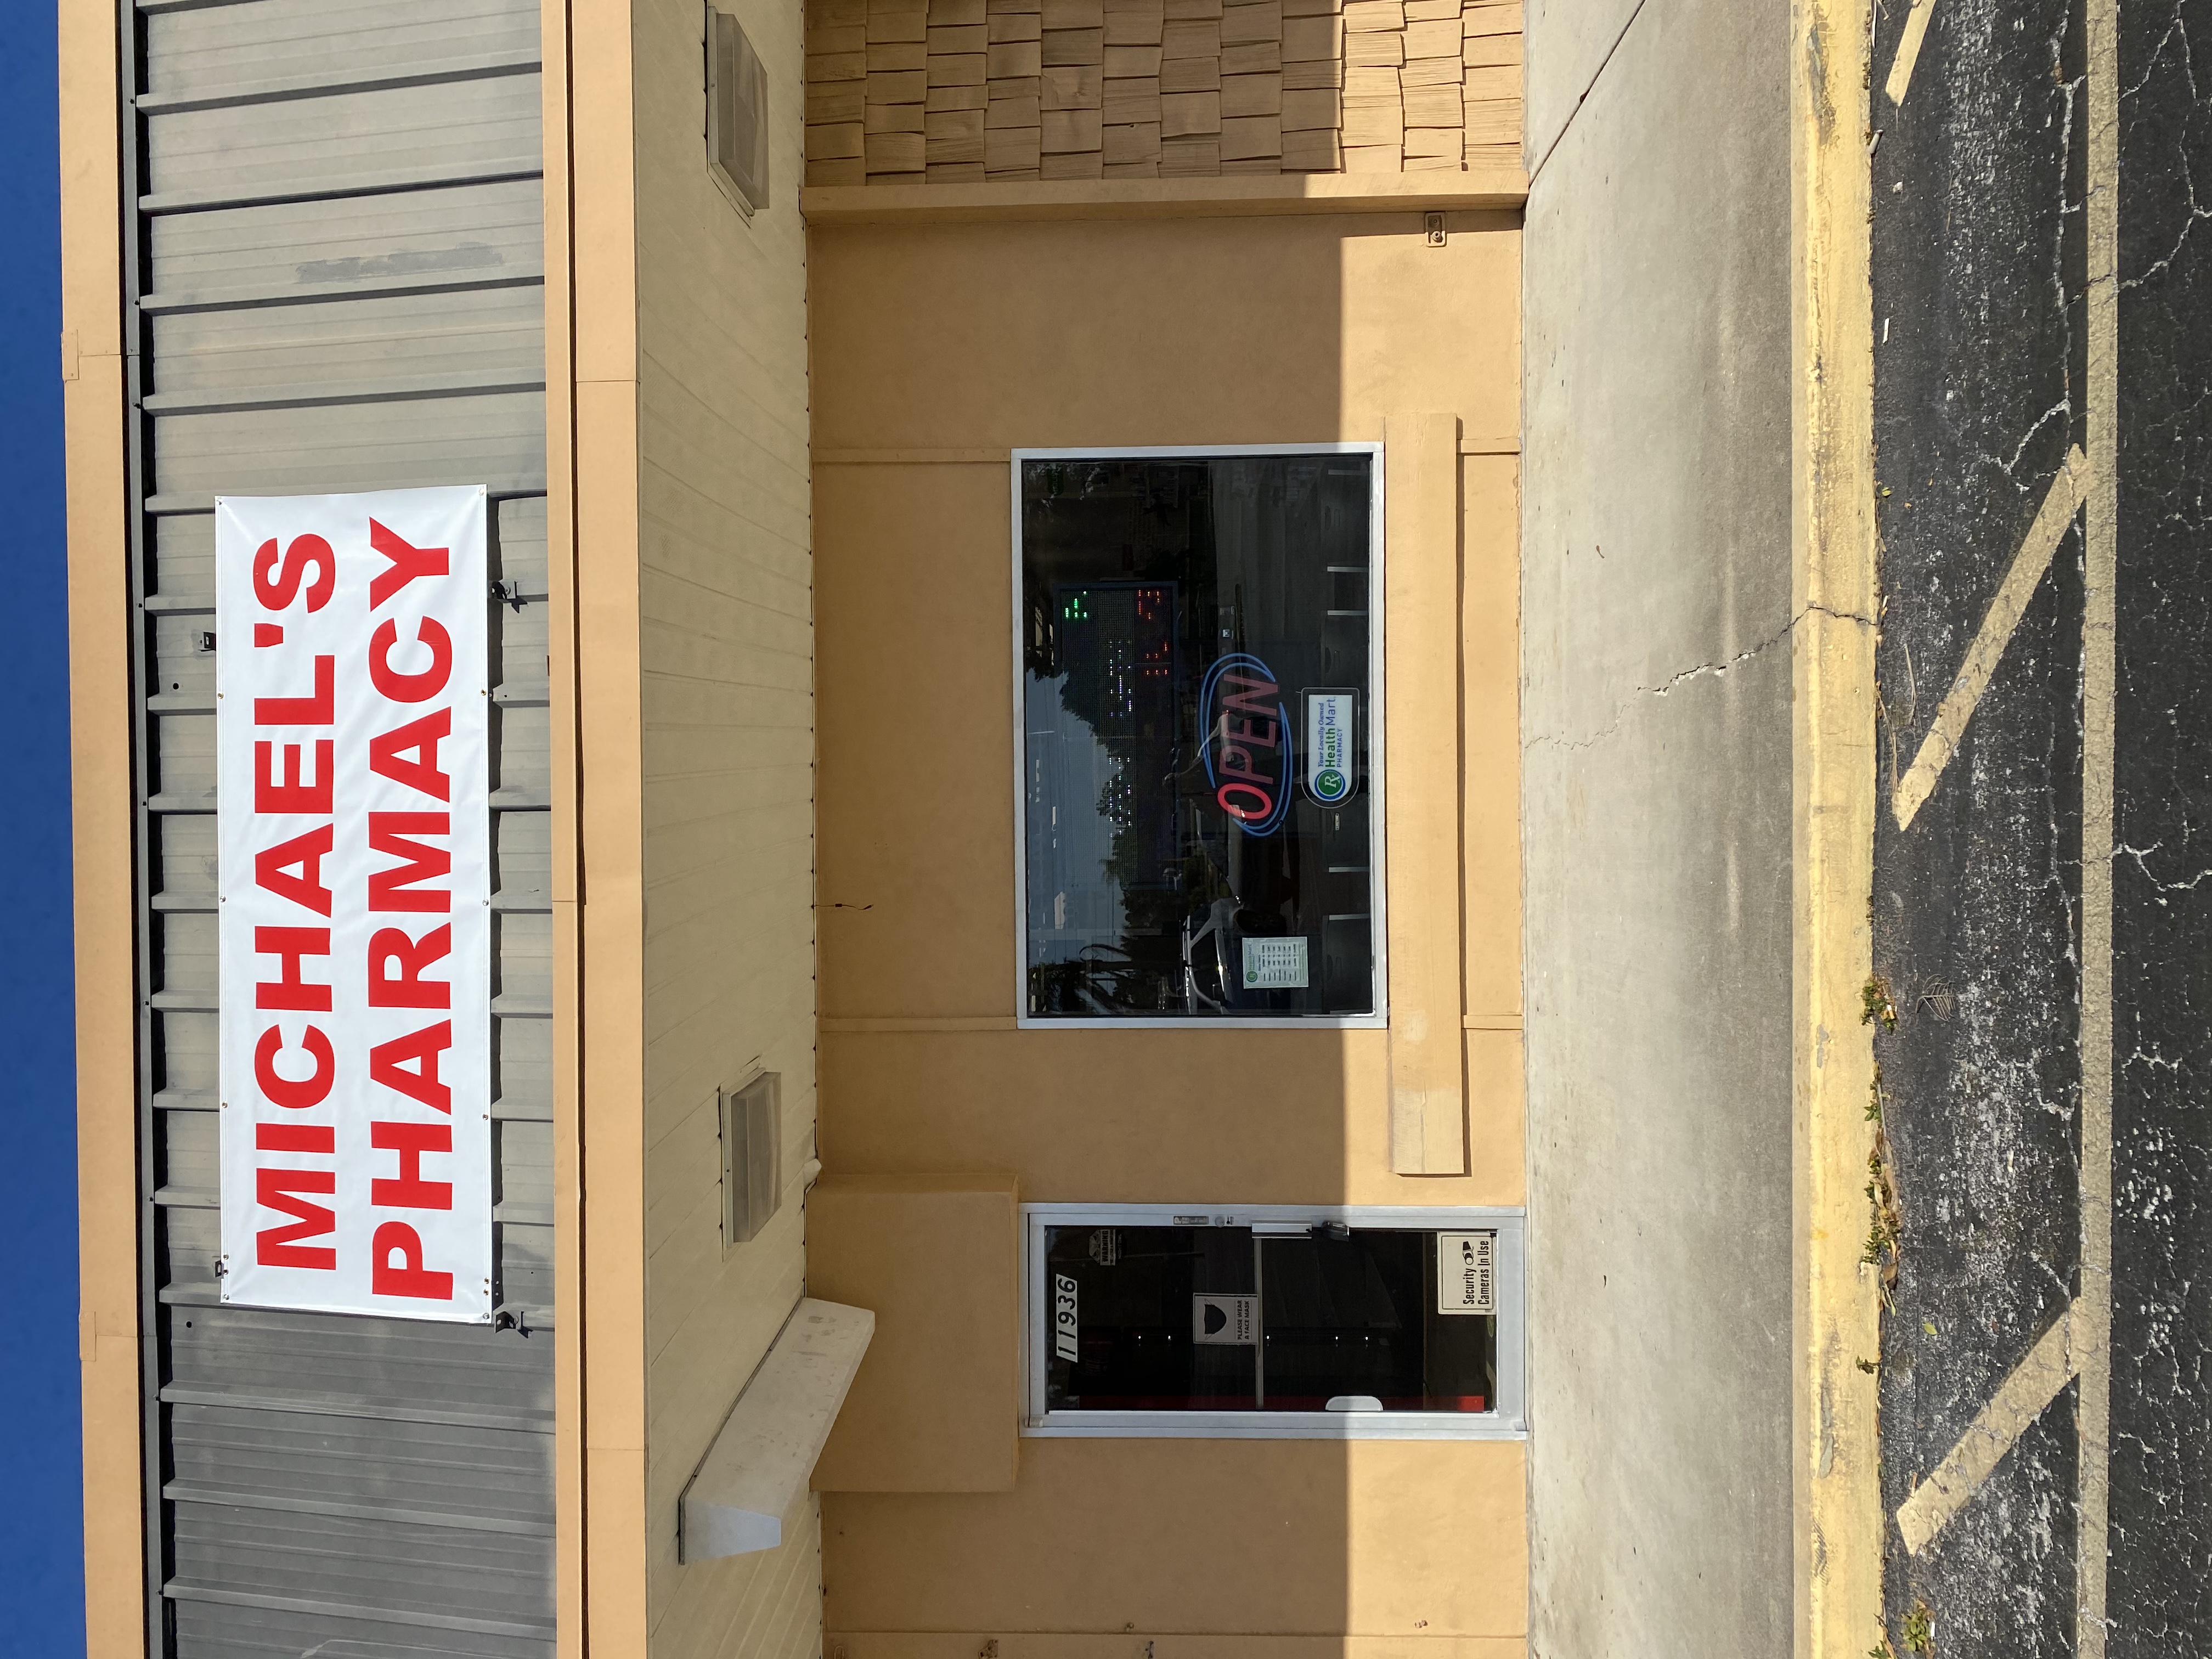 MICHAEL'S
PHARMACY
OPEN
Your Locally Owned
Health Mart
PHARMACY
11936
PLEASE WEAR
A FACE MASK
Security
Cameras In Use